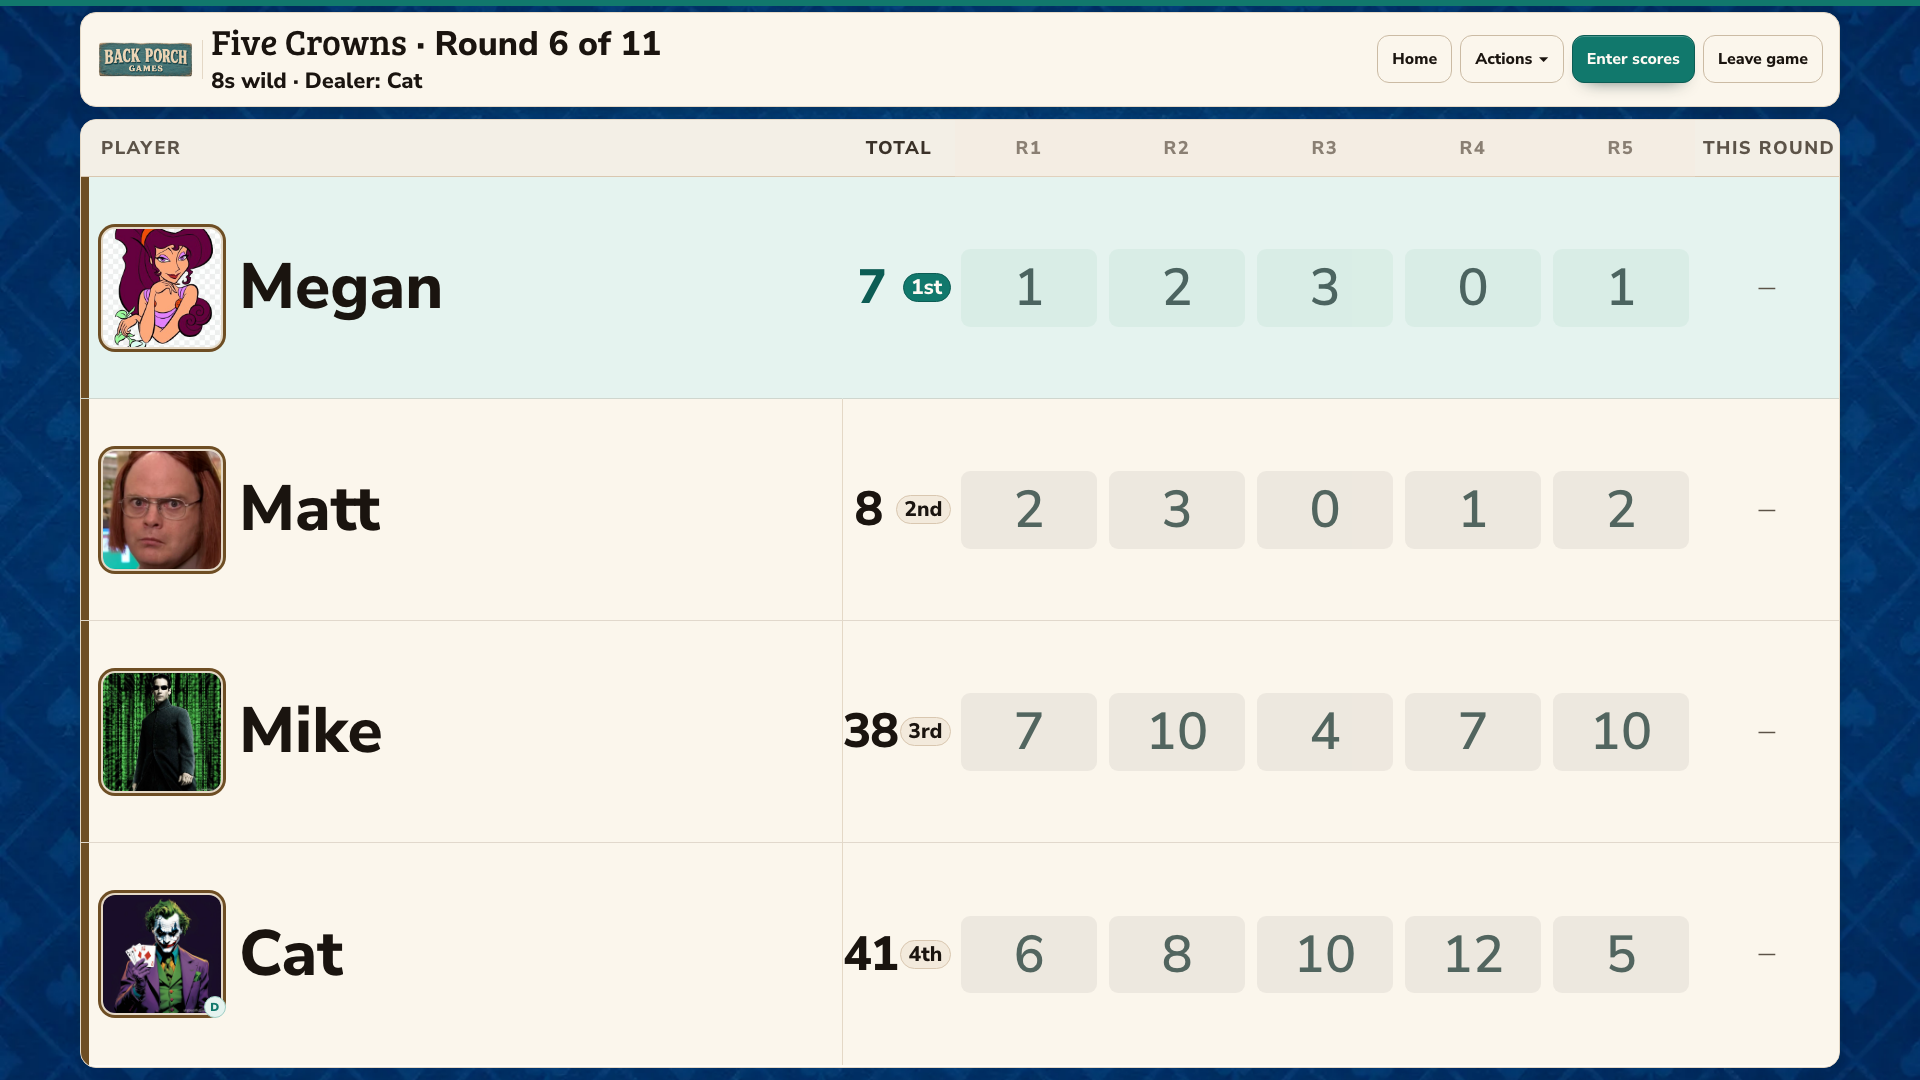 BACK PORCH
GAMES
Five Crowns · Round 6 of 11
8s wild · Dealer: Cat
Home
Actions
Enter scores
Leave game
PLAYER TOTAL R1 R2 R3 R4 R5 THIS ROUND
Megan 7 1st 1 2 3 0 1 –
Matt 8 2nd 2 3 0 1 2 –
Mike 38 3rd 7 10 4 7 10 –
Cat 41 4th 6 8 10 12 5 –
D